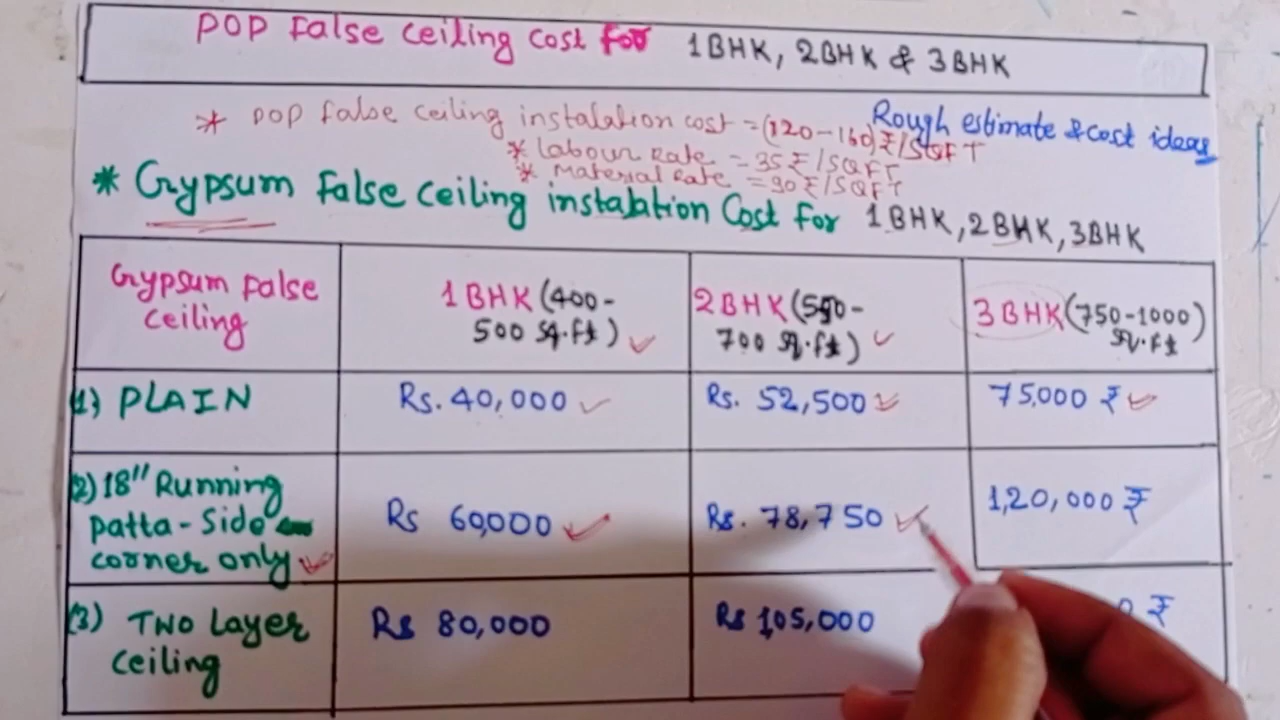 POP False ceiling cost for 1BHK, 2BHK & 3BHK
* POP false ceiling instalation cost = (120-160)₹/SQFT
Rough estimate & cost ideas
* Labour Rate = 35₹/SQFT
* Material Rate = 90₹/SQFT
* Gypsum False Ceiling instalation Cost for 1BHK, 2BHK, 3BHK
Gypsum false
ceiling
1BHK (400-
500 sq.ft)
2BHK (550-
700 sq.ft)
3BHK (750-1000)
sq.ft
1) PLAIN
Rs. 40,000
Rs. 52,500
75,000 ₹
2) 18" Running
patta-Side
corner only
Rs 60,000
Rs. 78,750
1,20,000 ₹
(3) TWO Layer
ceiling
Rs 80,000
Rs 105,000
0 ₹